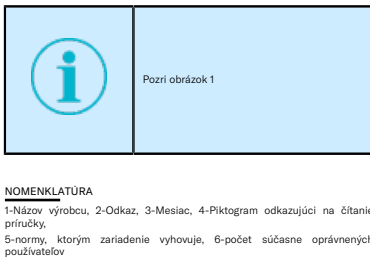 Pozri obrázok 1
NOMENKLATÚRA
1-Názov výrobcu, 2-Odkaz, 3-Mesiac, 4-Piktogram odkazujúci na čítanie
príručky,
5-normy, ktorým zariadenie vyhovuje, 6-počet súčasne oprávnených
používateľov